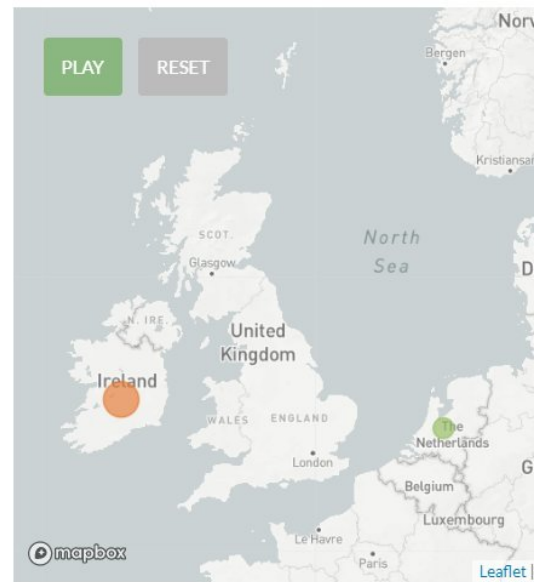 Norv
PLAY RESET
Bergen
Kristiansan
SCOT.
North
Sea
Glasgow
D
N. IRE.
United
Kingdom
Ireland
WALES ENGLAND
The
Netherlands
London
G
Belgium
Luxembourg
Le Havre
Paris
mapbox
Leaflet |